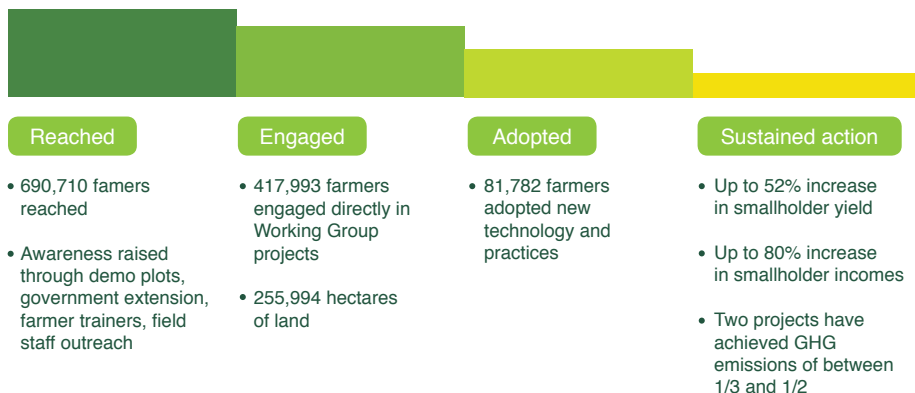 Reached
• 690,710 famers
reached
• Awareness raised
through demo plots,
government extension,
farmer trainers, field
staff outreach
Engaged
• 417,993 farmers
engaged directly in
Working Group
projects
• 255,994 hectares
of land
Adopted
• 81,782 farmers
adopted new
technology and
practices
Sustained action
• Up to 52% increase
in smallholder yield
• Up to 80% increase
in smallholder incomes
• Two projects have
achieved GHG
emissions of between
1/3 and 1/2